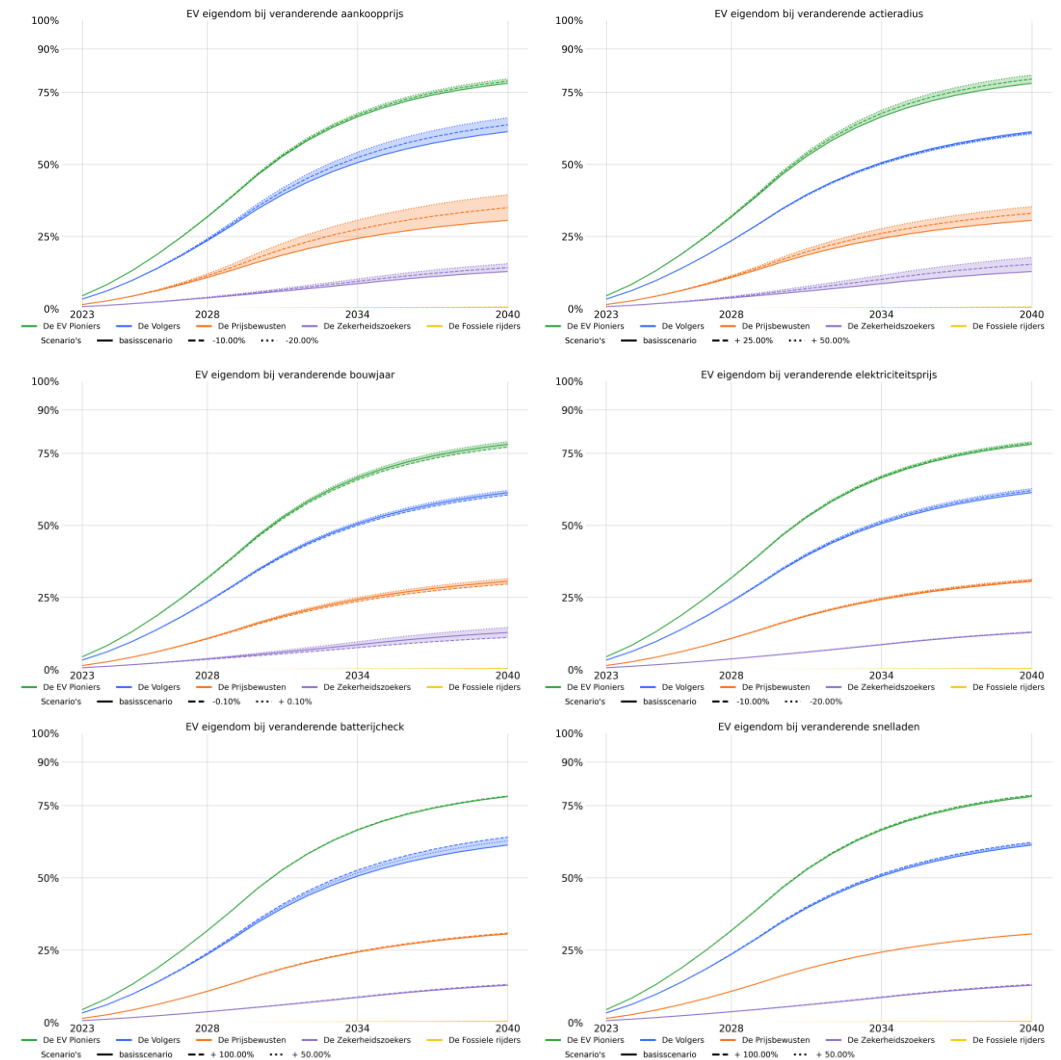 EV eigendom bij veranderende aankoopprijs
100%
90%
75%
50%
25%
0%
2023 2028 2034 2040
De EV Pioniers De Volgers De Prijsbewusten De Zekerheidszoekers De Fossiele rijders
Scenario's basisscenario -10.00% -20.00%
EV eigendom bij veranderende actieradius
100%
90%
75%
50%
25%
0%
2023 2028 2034 2040
De EV Pioniers De Volgers De Prijsbewusten De Zekerheidszoekers De Fossiele rijders
Scenario's basisscenario + 25.00% + 50.00%
EV eigendom bij veranderende bouwjaar
100%
90%
75%
50%
25%
0%
2023 2028 2034 2040
De EV Pioniers De Volgers De Prijsbewusten De Zekerheidszoekers De Fossiele rijders
Scenario's basisscenario -0.10% + 0.10%
EV eigendom bij veranderende elektriciteitsprijs
100%
90%
75%
50%
25%
0%
2023 2028 2034 2040
De EV Pioniers De Volgers De Prijsbewusten De Zekerheidszoekers De Fossiele rijders
Scenario's basisscenario -10.00% -20.00%
EV eigendom bij veranderende batterijcheck
100%
90%
75%
50%
25%
0%
2023 2028 2034 2040
De EV Pioniers De Volgers De Prijsbewusten De Zekerheidszoekers De Fossiele rijders
Scenario's basisscenario + 100.00% + 50.00%
EV eigendom bij veranderende snelladen
100%
90%
75%
50%
25%
0%
2023 2028 2034 2040
De EV Pioniers De Volgers De Prijsbewusten De Zekerheidszoekers De Fossiele rijders
Scenario's basisscenario + 100.00% + 50.00%